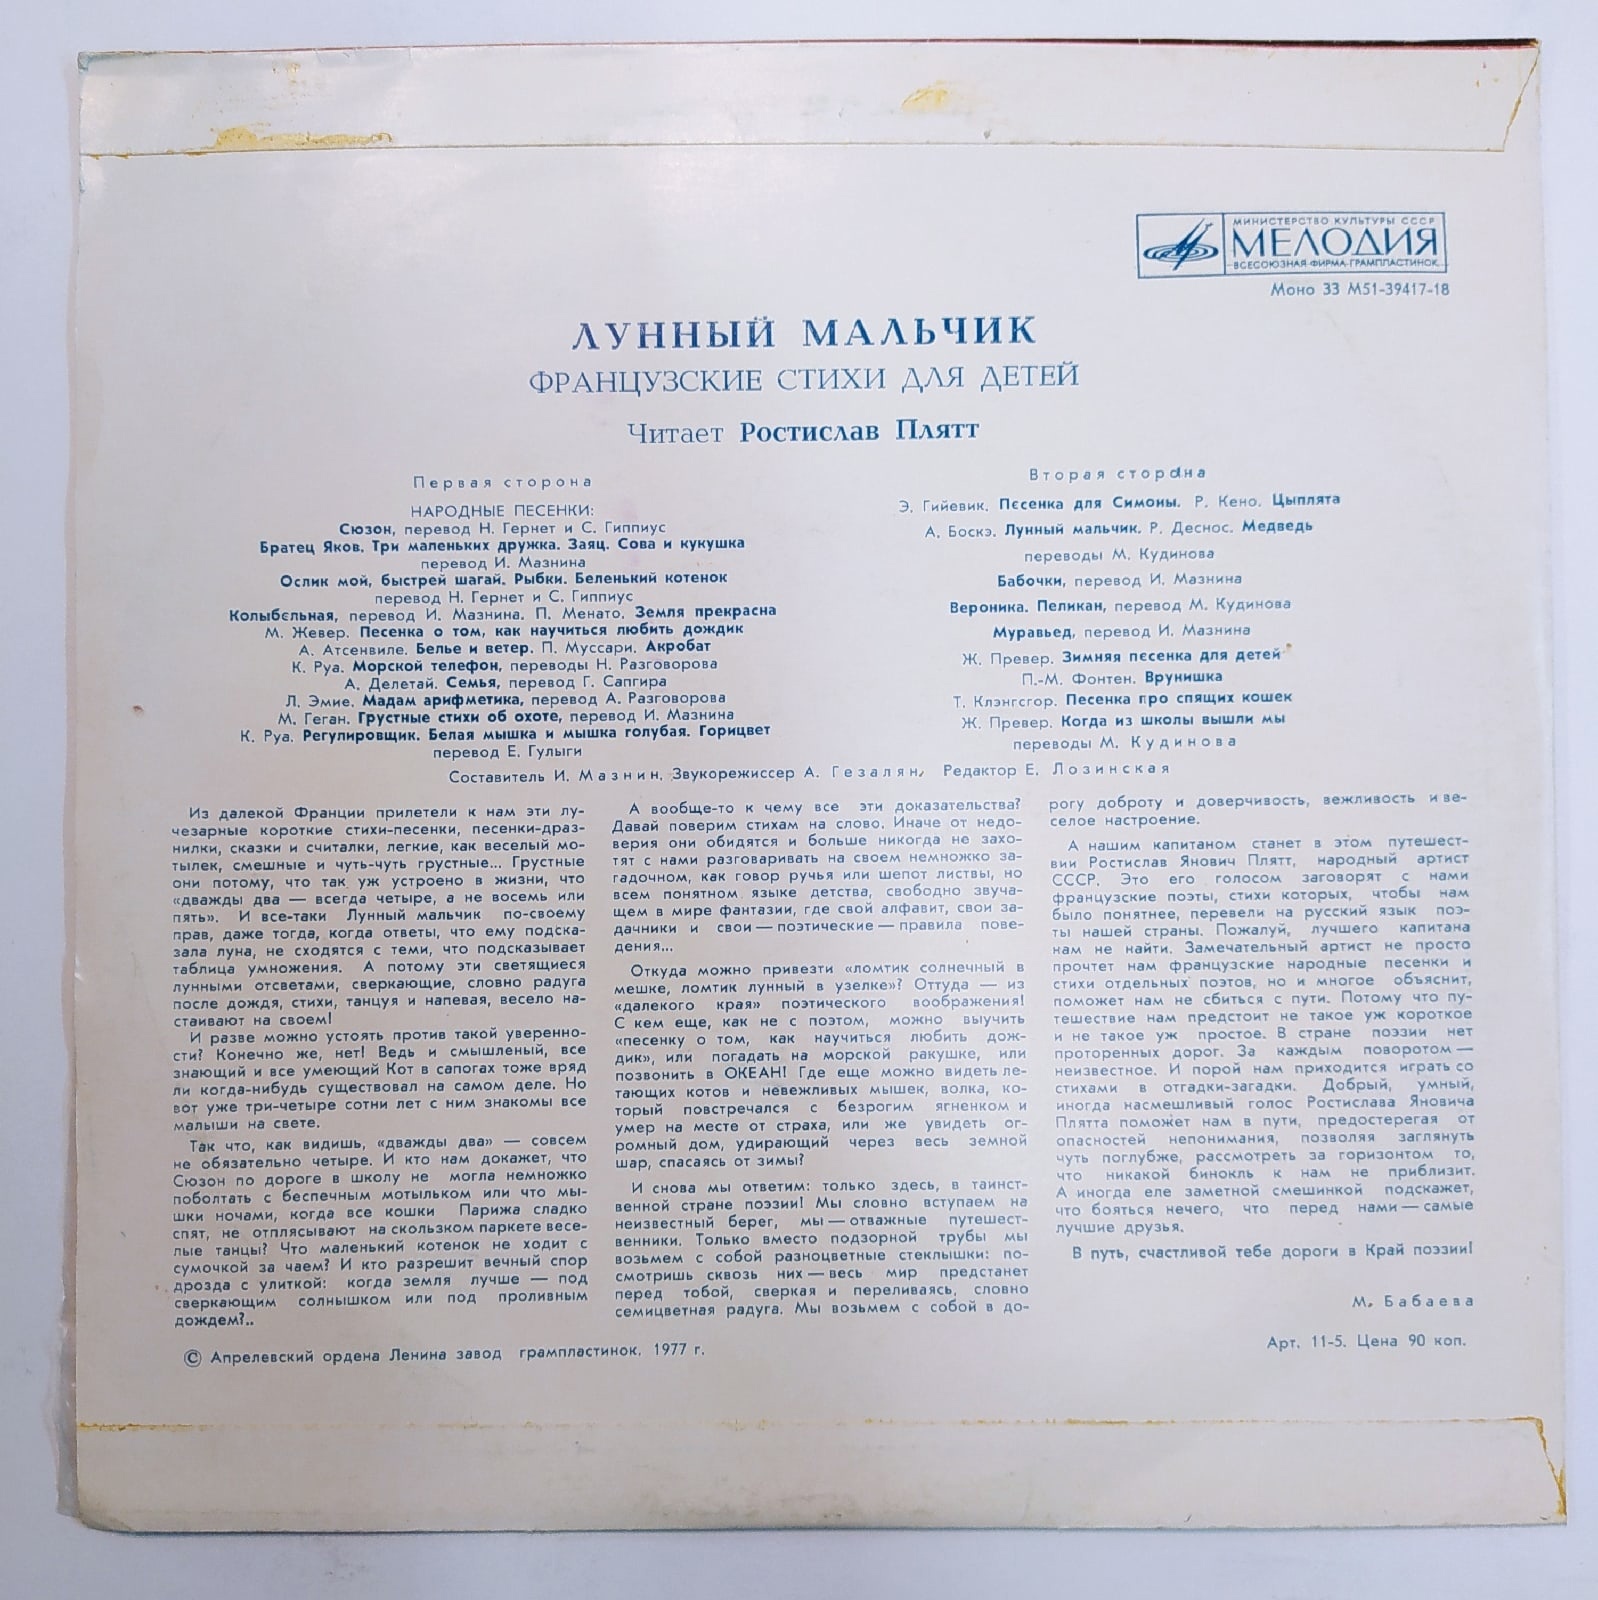 МИНИСТЕРСТВО КУЛЬТУРЫ СССР
МЕЛОДИЯ
ВСЕСОЮЗНАЯ ФИРМА ГРАМПЛАСТИНОК
Моно 33 М51-39417-18
ЛУННЫЙ МАЛЬЧИК
ФРАНЦУЗСКИЕ СТИХИ ДЛЯ ДЕТЕЙ
Читает Ростислав Плятт
Первая сторона
НАРОДНЫЕ ПЕСЕНКИ:
Сюзон, перевод Н. Гернет и С. Гиппиус
Братец Яков. Три маленьких дружка. Заяц. Сова и кукушка
перевод И. Мазнина
Ослик мой, быстрей шагай. Рыбки. Беленький котенок
перевод Н. Гернет и С. Гиппиус
Колыбельная, перевод И. Мазнина. П. Менато. Земля прекрасна
М. Жевер. Песенка о том, как научиться любить дождик
А. Атсенвиле. Белье и ветер. П. Муссари. Акробат
К. Руа. Морской телефон, переводы Н. Разговорова
А. Делетай. Семья, перевод Г. Сапгира
Л. Эмие. Мадам арифметика, перевод А. Разговорова
М. Геган. Грустные стихи об охоте, перевод И. Мазнина
К. Руа. Регулировщик. Белая мышка и мышка голубая. Горицвет
перевод Е. Гулыги
Вторая сторона
Э. Гийевик. Песенка для Симоны. Р. Кено. Цыплята
А. Боскэ. Лунный мальчик. Р. Деснос. Медведь
переводы М. Кудинова
Бабочки, перевод И. Мазнина
Вероника. Пеликан, перевод М. Кудинова
Муравьед, перевод И. Мазнина
Ж. Превер. Зимняя песенка для детей
П.-М. Фонтен. Врунишка
Т. Клэнгсгор. Песенка про спящих кошек
Ж. Превер. Когда из школы вышли мы
переводы М. Кудинова
Составитель И. Мазнин. Звукорежиссер А. Гезалян, Редактор Е. Лозинская
Из далекой Франции прилетели к нам эти лу-
чезарные короткие стихи-песенки, песенки-драз-
нилки, сказки и считалки, легкие, как веселый мо-
тылек, смешные и чуть-чуть грустные... Грустные
они потому, что так уж устроено в жизни, что
«дважды два — всегда четыре, а не восемь или
пять». И все-таки Лунный мальчик по-своему
прав, даже тогда, когда ответы, что ему подска-
зала луна, не сходятся с теми, что подсказывает
таблица умножения. А потому эти светящиеся
лунными отсветами, сверкающие, словно радуга
после дождя, стихи, танцуя и напевая, весело на-
стаивают на своем!
И разве можно устоять против такой уверенно-
сти? Конечно же, нет! Ведь и смышленый, все
знающий и все умеющий Кот в сапогах тоже вряд
ли когда-нибудь существовал на самом деле. Но
вот уже три-четыре сотни лет с ним знакомы все
малыши на свете.
Так что, как видишь, «дважды два» — совсем
не обязательно четыре. И кто нам докажет, что
Сюзон по дороге в школу не могла немножко
поболтать с беспечным мотыльком или что мы-
шки ночами, когда все кошки Парижа сладко
спят, не отплясывают на скользком паркете весе-
лые танцы? Что маленький котенок не ходит с
сумочкой за чаем? И кто разрешит вечный спор
дрозда с улиткой: когда земля лучше — под
сверкающим солнышком или под проливным
дождем?..
А вообще-то к чему все эти доказательства?
Давай поверим стихам на слово. Иначе от недо-
верия они обидятся и больше никогда не захо-
тят с нами разговаривать на своем немножко за-
гадочном, как говор ручья или шепот листвы, но
всем понятном языке детства, свободно звуча-
щем в мире фантазии, где свой алфавит, свои за-
дачники и свои — поэтические — правила пове-
дения...
Откуда можно привезти «ломтик солнечный в
мешке, ломтик лунный в узелке»? Оттуда — из
«далекого края» поэтического воображения!
С кем еще, как не с поэтом, можно выучить
«песенку о том, как научиться любить дож-
дик», или погадать на морской ракушке, или
позвонить в ОКЕАН! Где еще можно видеть ле-
тающих котов и невежливых мышек, волка, ко-
торый повстречался с безрогим ягненком и
умер на месте от страха, или же увидеть ог-
ромный дом, удирающий через весь земной
шар, спасаясь от зимы?
И снова мы ответим: только здесь, в таинст-
венной стране поэзии! Мы словно вступаем на
неизвестный берег, мы — отважные путешест-
венники. Только вместо подзорной трубы мы
возьмем с собой разноцветные стеклышки: по-
смотришь сквозь них — весь мир предстанет
перед тобой, сверкая и переливаясь, словно
семицветная радуга. Мы возьмем с собой в до-
рогу доброту и доверчивость, вежливость и ве-
селое настроение.
А нашим капитаном станет в этом путешест-
вии Ростислав Янович Плятт, народный артист
СССР. Это его голосом заговорят с нами
французские поэты, стихи которых, чтобы нам
было понятнее, перевели на русский язык поэ-
ты нашей страны. Пожалуй, лучшего капитана
нам не найти. Замечательный артист не просто
прочтет нам французские народные песенки и
стихи отдельных поэтов, но и многое объяснит,
поможет нам не сбиться с пути. Потому что пу-
тешествие нам предстоит не такое уж короткое
и не такое уж простое. В стране поэзии нет
проторенных дорог. За каждым поворотом —
неизвестное. И порой нам приходится играть со
стихами в отгадки-загадки. Добрый, умный,
иногда насмешливый голос Ростислава Яновича
Плятта поможет нам в пути, предостерегая от
опасностей непонимания, позволяя заглянуть
чуть поглубже, рассмотреть за горизонтом то,
что никакой бинокль к нам не приблизит.
А иногда еле заметной смешинкой подскажет,
что бояться нечего, что перед нами — самые
лучшие друзья.
В путь, счастливой тебе дороги в Край поэзии!
М. Бабаева
© Апрелевский ордена Ленина завод грампластинок, 1977 г.
Арт. 11-5. Цена 90 коп.